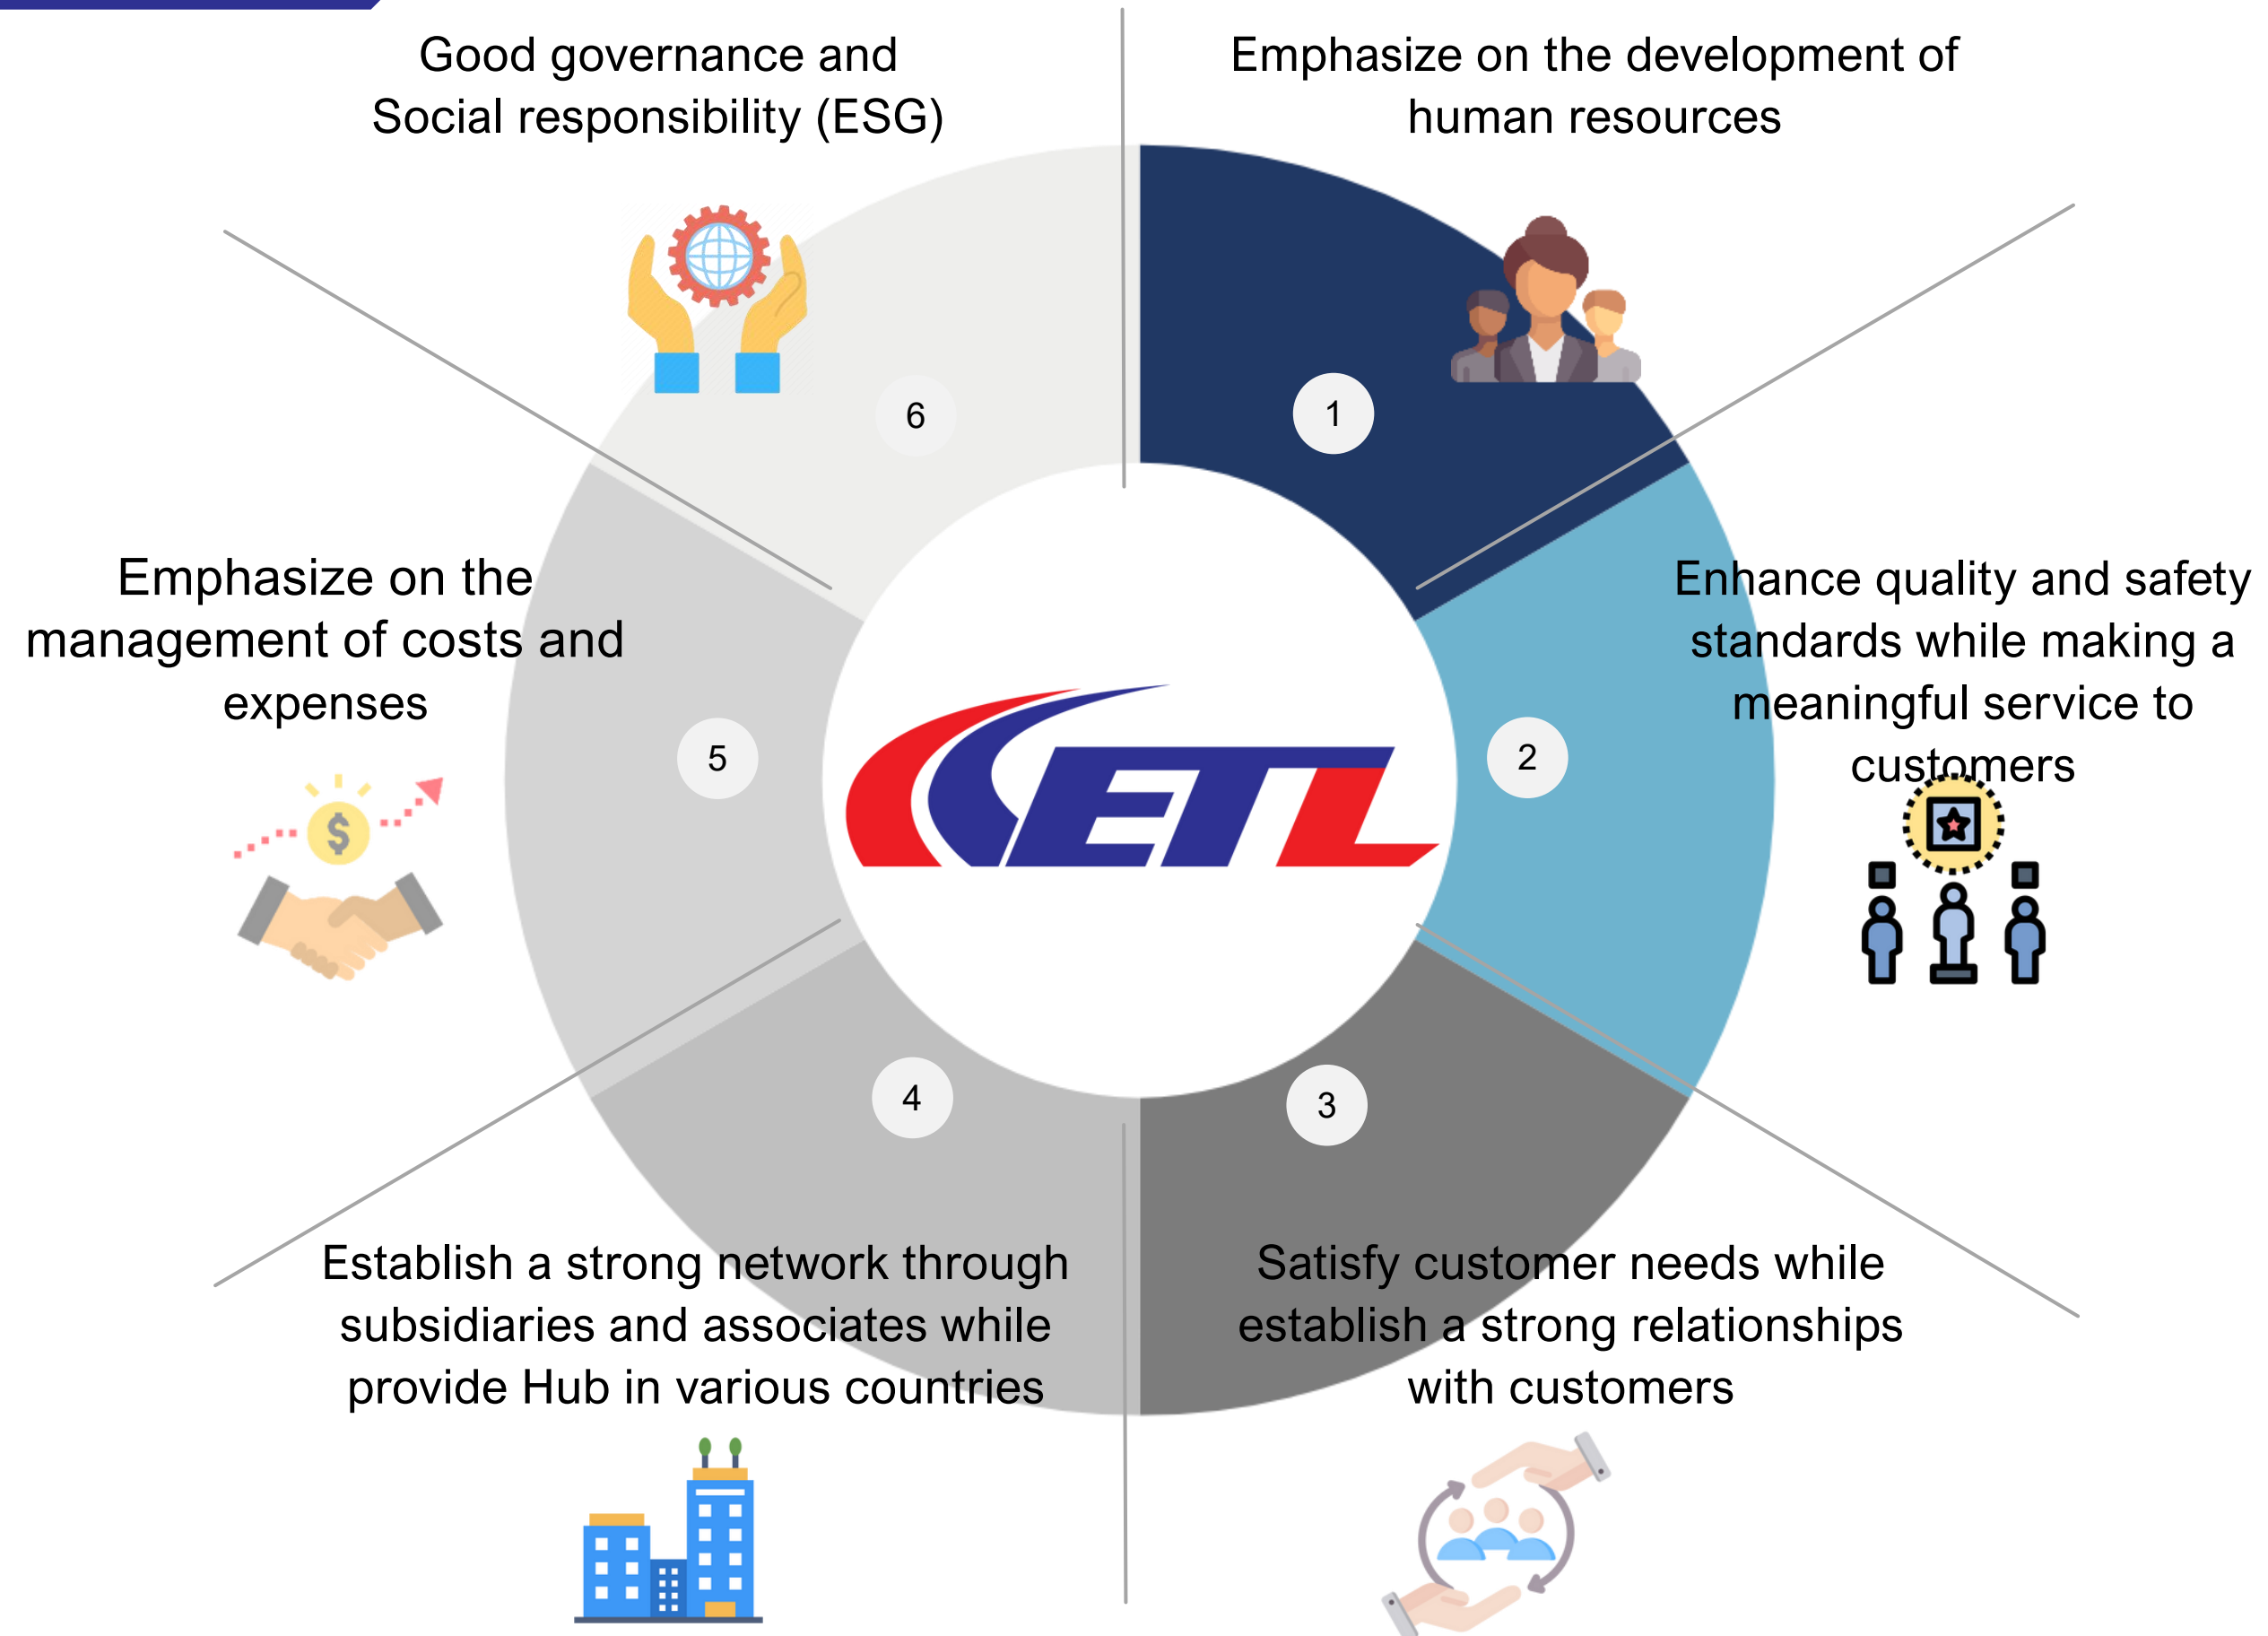 Good governance and
Social responsibility (ESG)
Emphasize on the development of
human resources
6
1
Emphasize on the
management of costs and
expenses
Enhance quality and safety
standards while making a
meaningful service to
customers
5
ETL
2
4
3
Establish a strong network through
subsidiaries and associates while
provide Hub in various countries
Satisfy customer needs while
establish a strong relationships
with customers